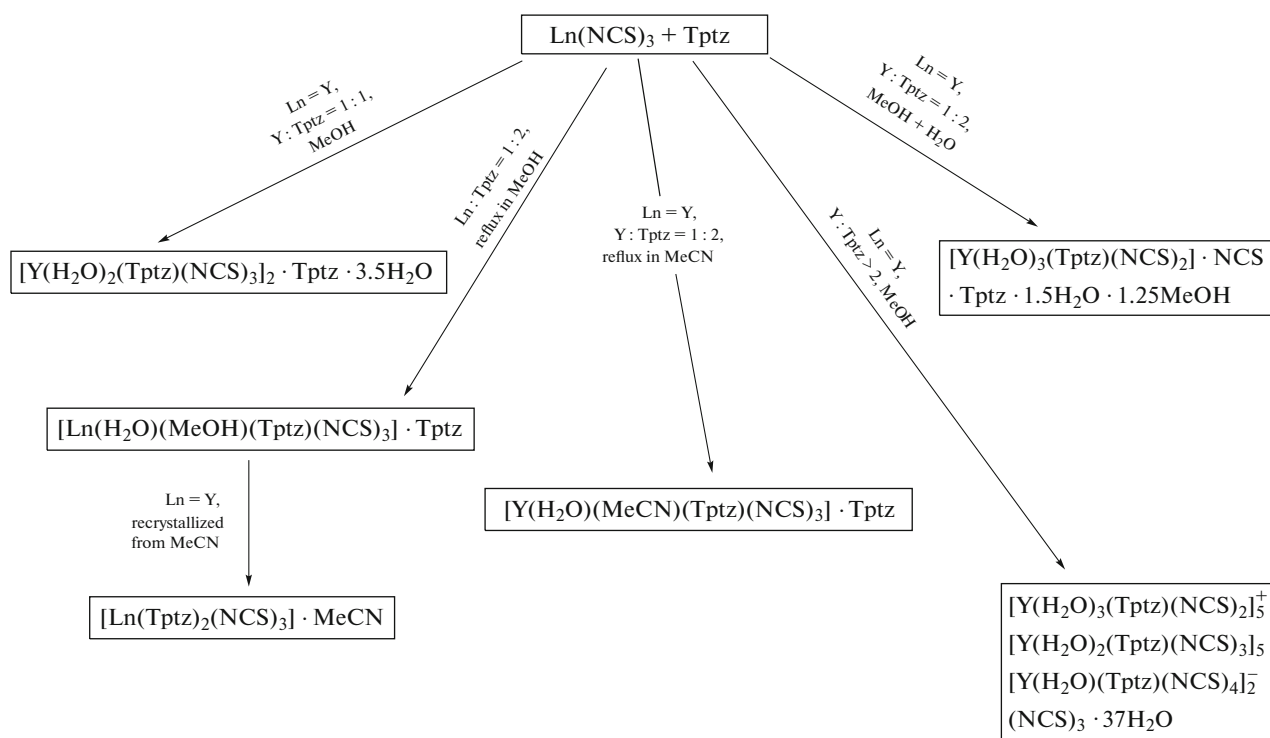 Ln(NCS)₃ + Tptz
Ln = Y,
Y : Tptz = 1 : 1,
MeOH
Ln : Tptz = 1 : 2,
reflux in MeOH
Ln = Y,
Y : Tptz = 1 : 2,
reflux in MeCN
Ln = Y,
Y : Tptz > 2, MeOH
Ln = Y,
Y : Tptz = 1 : 2,
MeOH + H₂O
[Y(H₂O)₂(Tptz)(NCS)₃]₂ · Tptz · 3.5H₂O
[Y(H₂O)₃(Tptz)(NCS)₂] · NCS
· Tptz · 1.5H₂O · 1.25MeOH
[Ln(H₂O)(MeOH)(Tptz)(NCS)₃] · Tptz
Ln = Y,
recrystallized
from MeCN
[Y(H₂O)(MeCN)(Tptz)(NCS)₃] · Tptz
[Ln(Tptz)₂(NCS)₃] · MeCN
[Y(H₂O)₃(Tptz)(NCS)₂]₅⁺
[Y(H₂O)₂(Tptz)(NCS)₃]₅
[Y(H₂O)(Tptz)(NCS)₄]₂⁻
(NCS)₃ · 37H₂O